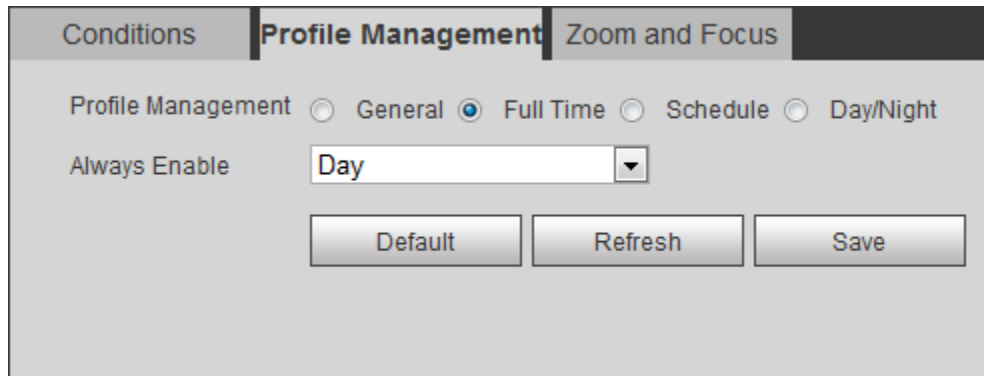 Conditions Profile Management Zoom and Focus
Profile Management General Full Time Schedule Day/Night
Always Enable Day
Default Refresh Save